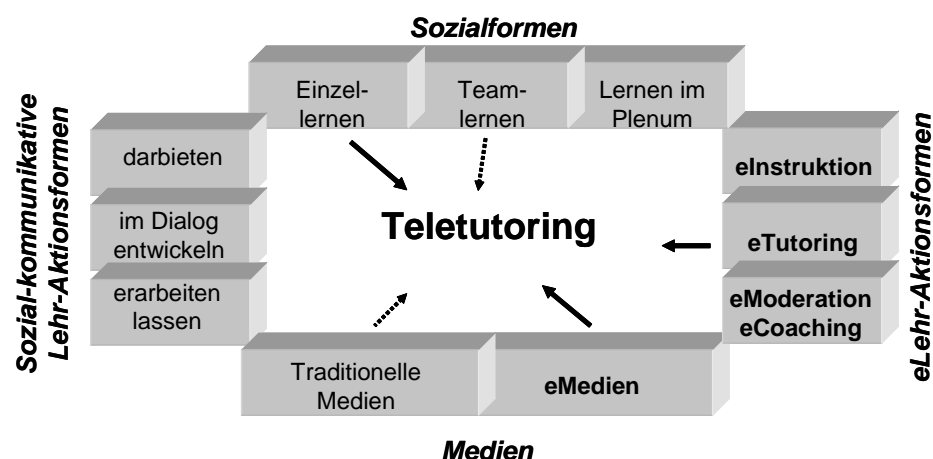 Sozialformen
Einzel-
lernen
Team-
lernen
Lernen im
Plenum
Sozial-kommunikative
Lehr-Aktionsformen
darbieten
im Dialog
entwickeln
erarbeiten
lassen
Teletutoring
eInstruktion
eTutoring
eModeration
eCoaching
eLehr-Aktionsformen
Traditionelle
Medien
eMedien
Medien